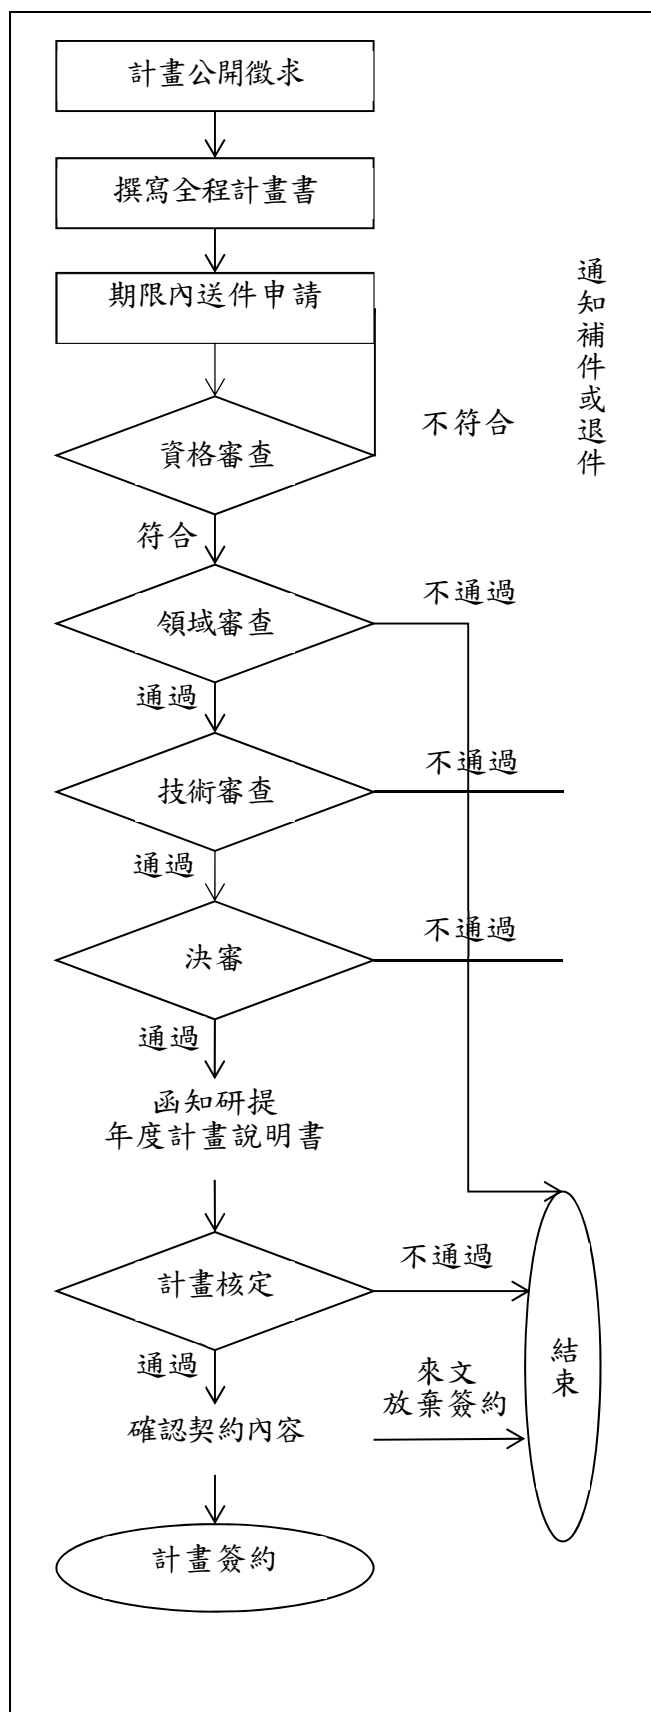 計畫公開徵求
撰寫全程計畫書
期限內送件申請
通知補件或退件
不符合
資格審查
符合
不通過
領域審查
通過
不通過
技術審查
通過
不通過
決審
通過
函知研提
年度計畫說明書
不通過
計畫核定
通過
來文
放棄簽約
結束
確認契約內容
計畫簽約